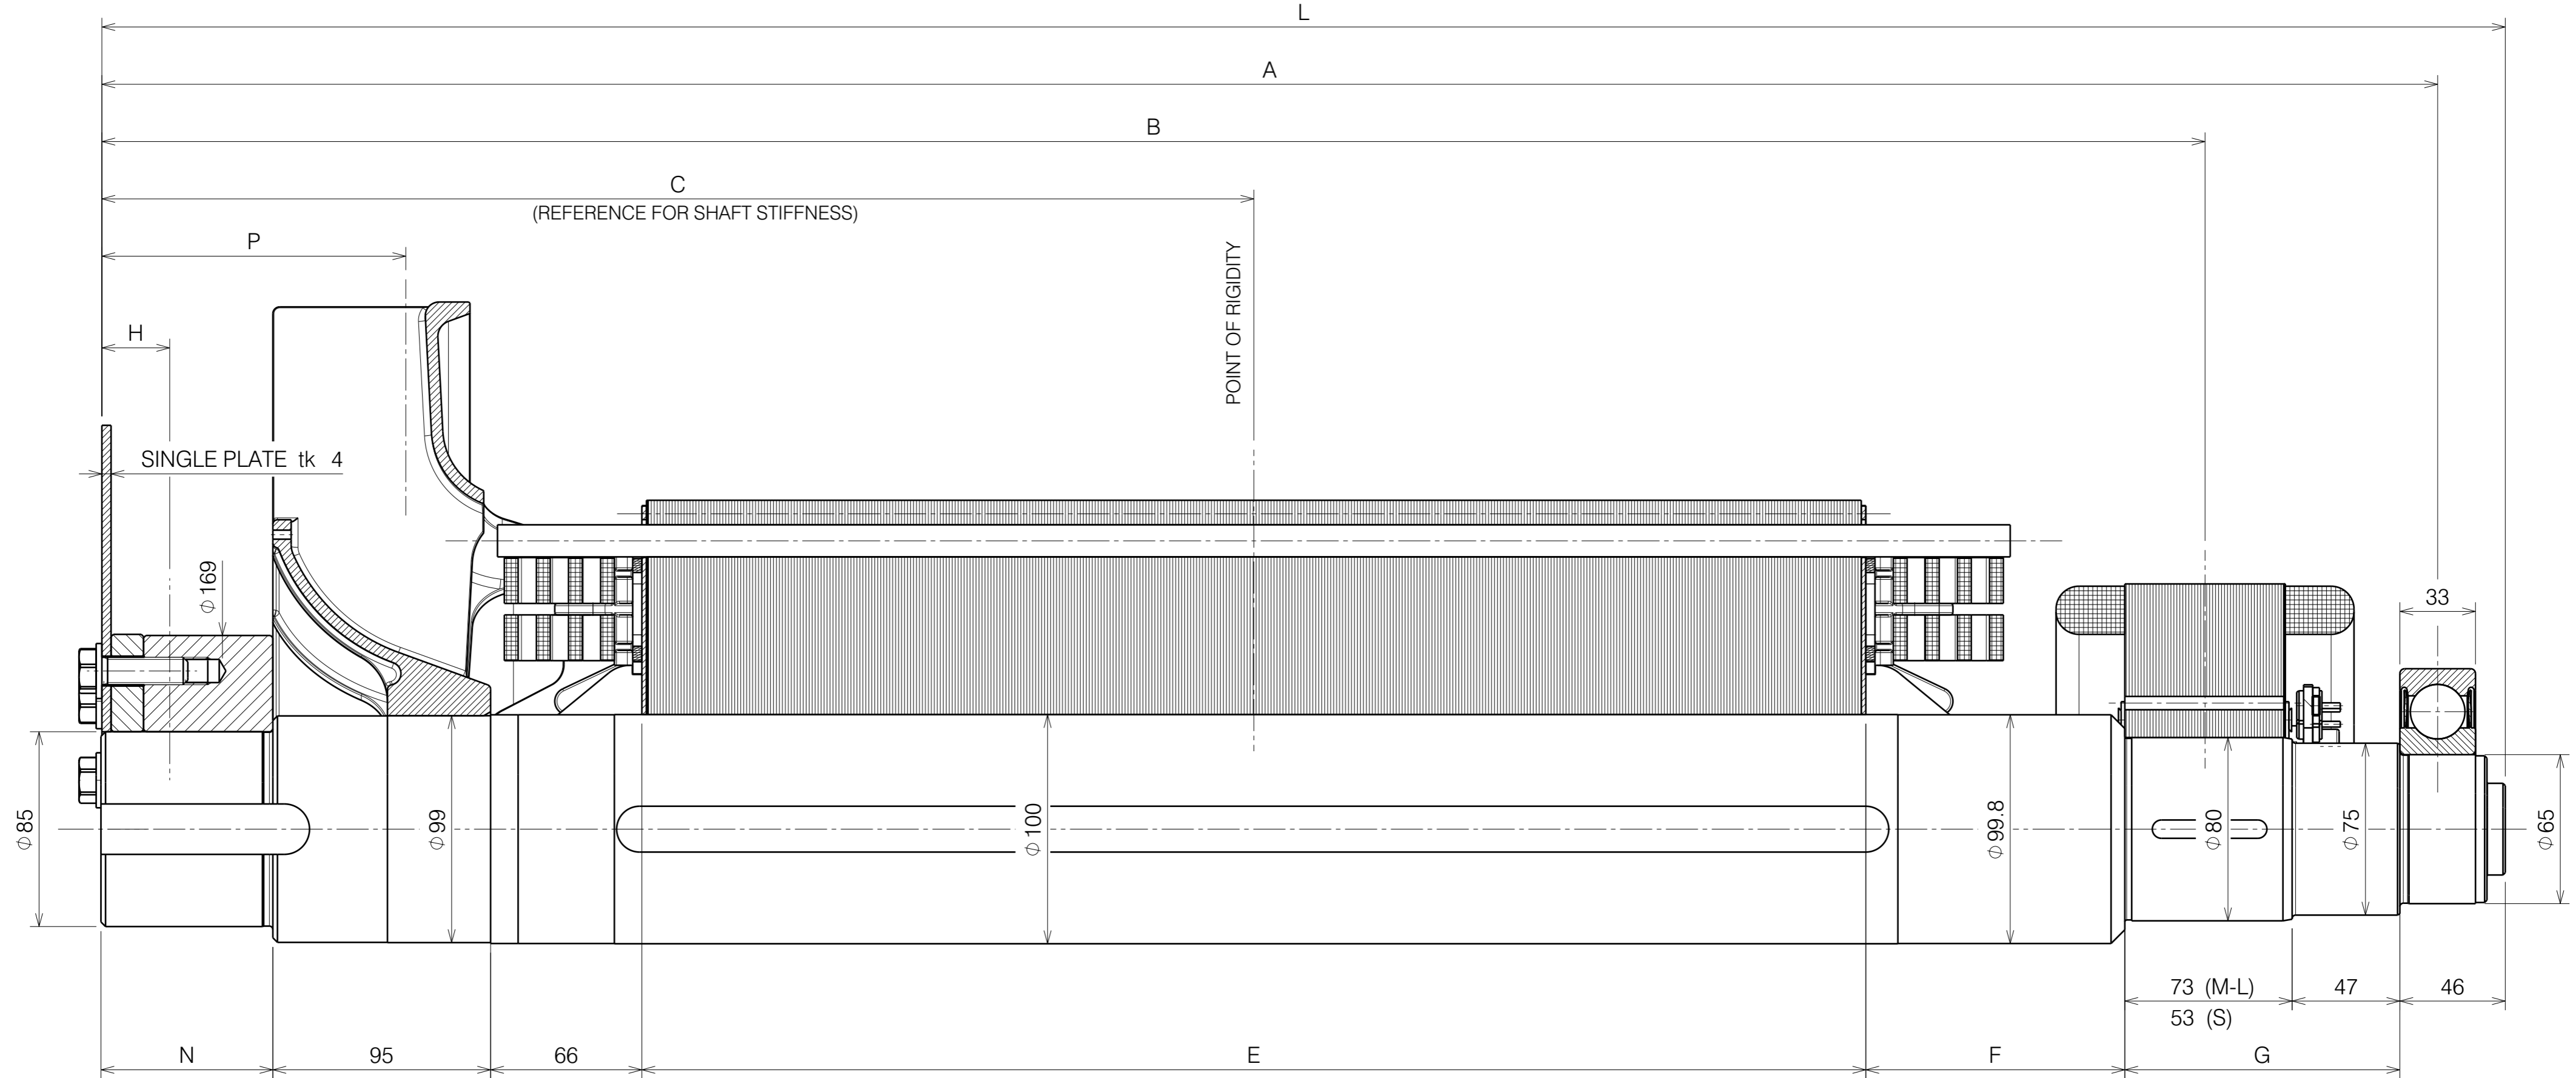 L
A
B
C
(REFERENCE FOR SHAFT STIFFNESS)
P
POINT OF RIGIDITY
H
SINGLE PLATE tk 4
Φ169
33
Φ85
Φ99
Φ100
Φ99.8
Φ80
Φ75
Φ65
73 (M-L)
53 (S)
47
46
N
95
66
E
F
G